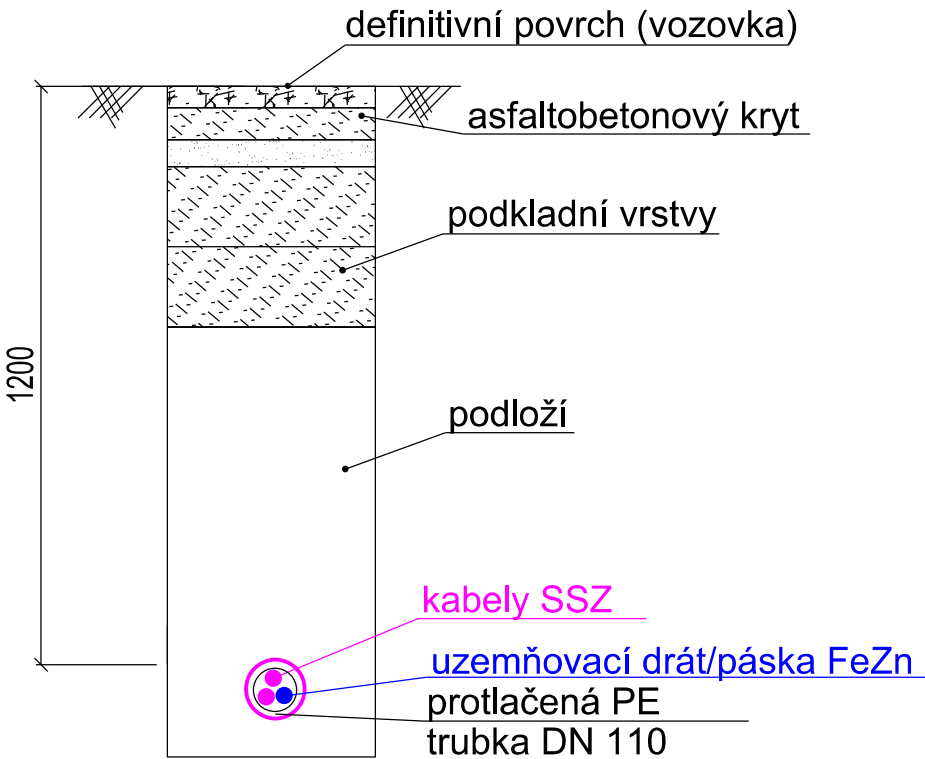 definitivní povrch (vozovka)
asfaltobetonový kryt
podkladní vrstvy
1200
podloží
kabely SSZ
uzemňovací drát/páska FeZn
protlačená PE
trubka DN 110